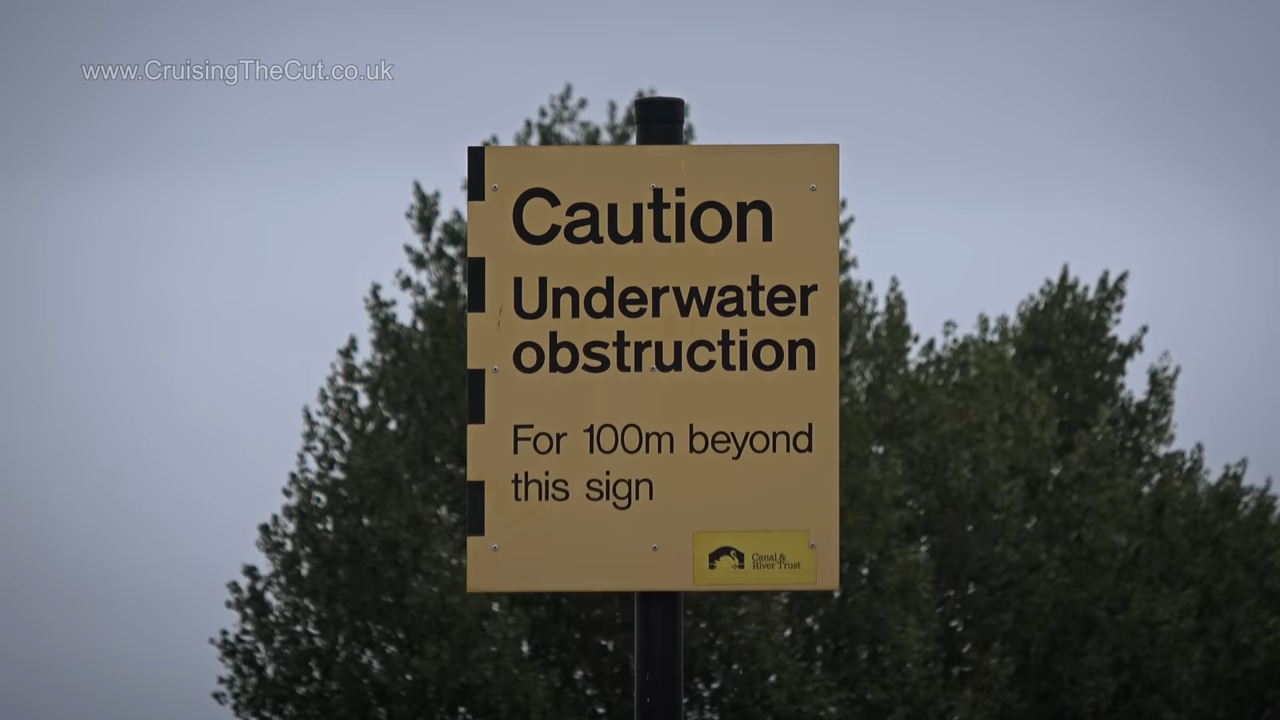 www.CruisingTheCut.co.uk
Caution
Underwater
obstruction
For 100m beyond
this sign
Canal &
River Trust